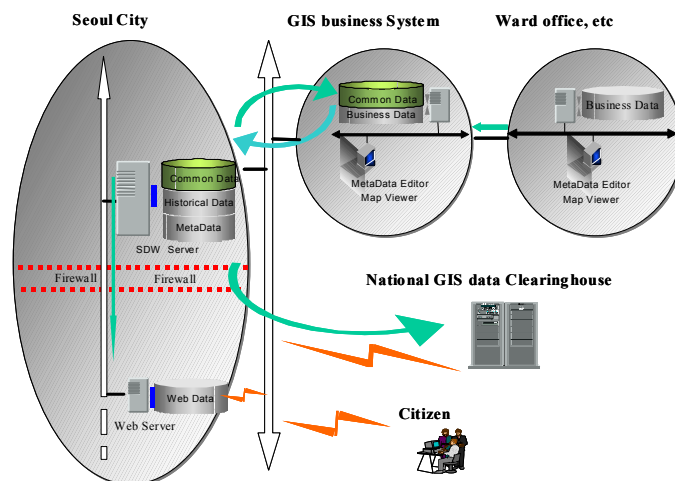 Seoul City
GIS business System
Ward office, etc
Common Data
Business Data
Business Data
MetaData Editor
Map Viewer
MetaData Editor
Map Viewer
Common Data
Historical Data
MetaData
SDW Server
Firewall
Firewall
National GIS data Clearinghouse
Web Data
Web Server
Citizen